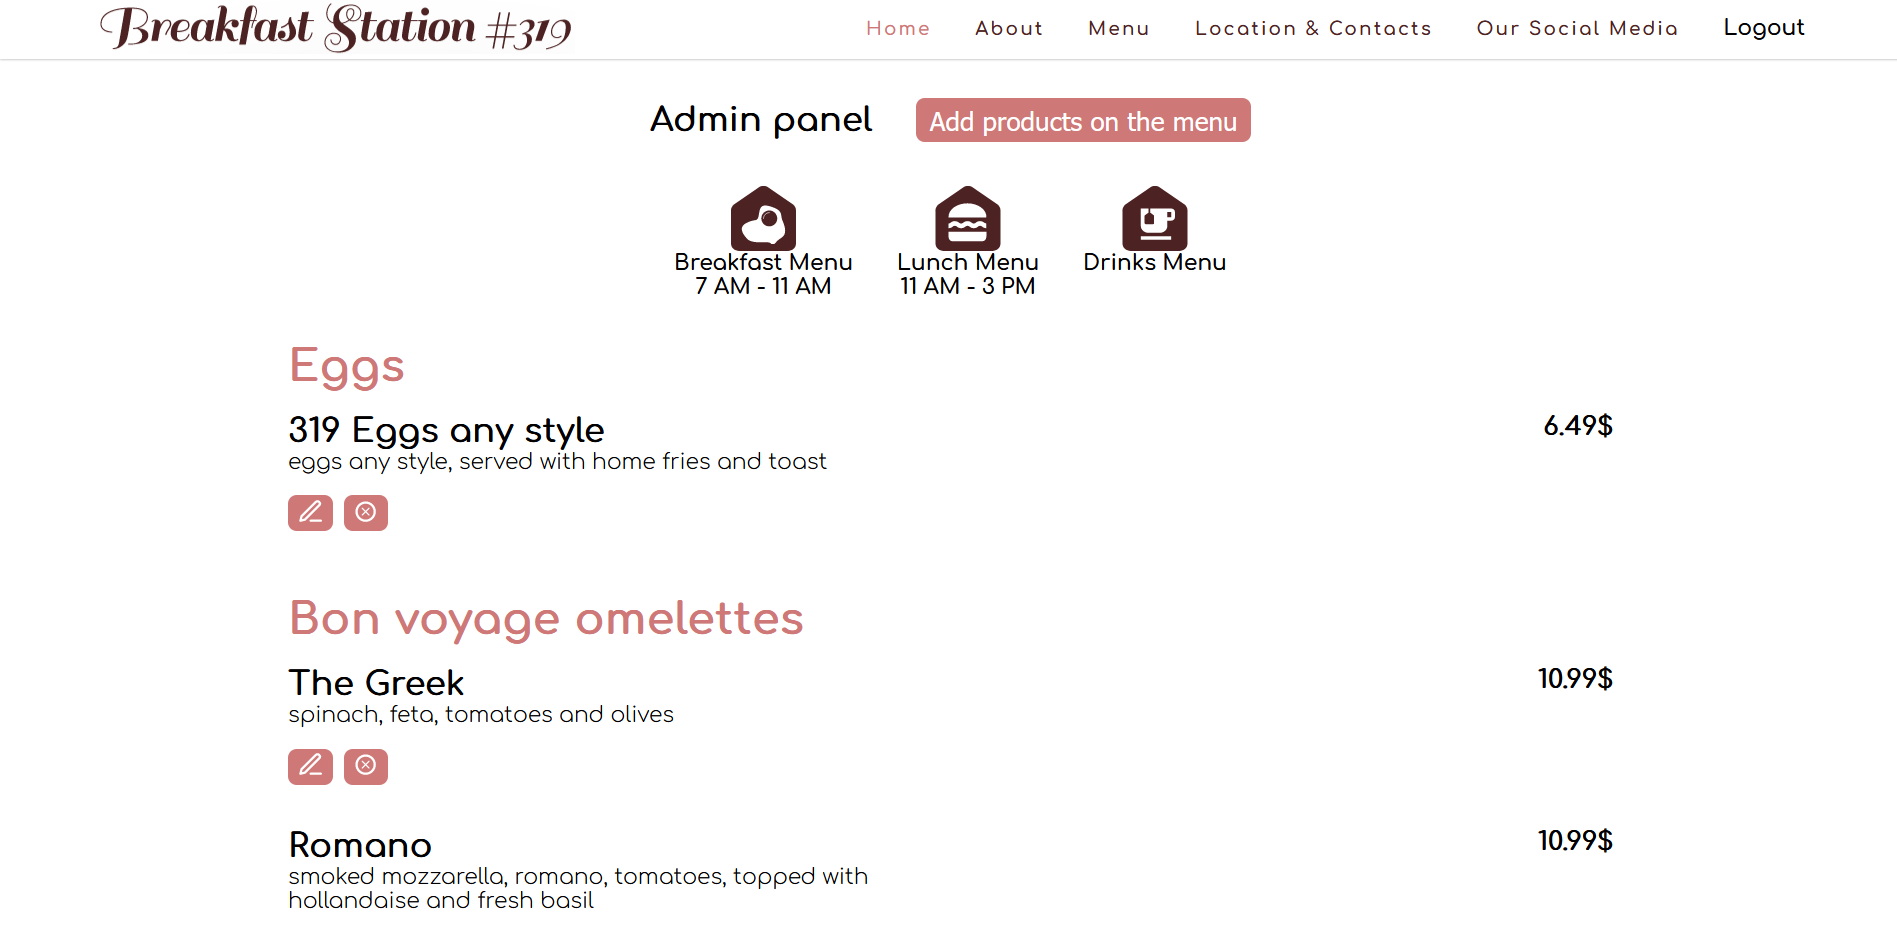 Breakfast Station #319
Home About Menu Location & Contacts Our Social Media Logout
Admin panel Add products on the menu
Breakfast Menu Lunch Menu Drinks Menu
7 AM - 11 AM 11 AM - 3 PM
Eggs
319 Eggs any style 6.49$
eggs any style, served with home fries and toast
Bon voyage omelettes
The Greek 10.99$
spinach, feta, tomatoes and olives
Romano 10.99$
smoked mozzarella, romano, tomatoes, topped with
hollandaise and fresh basil